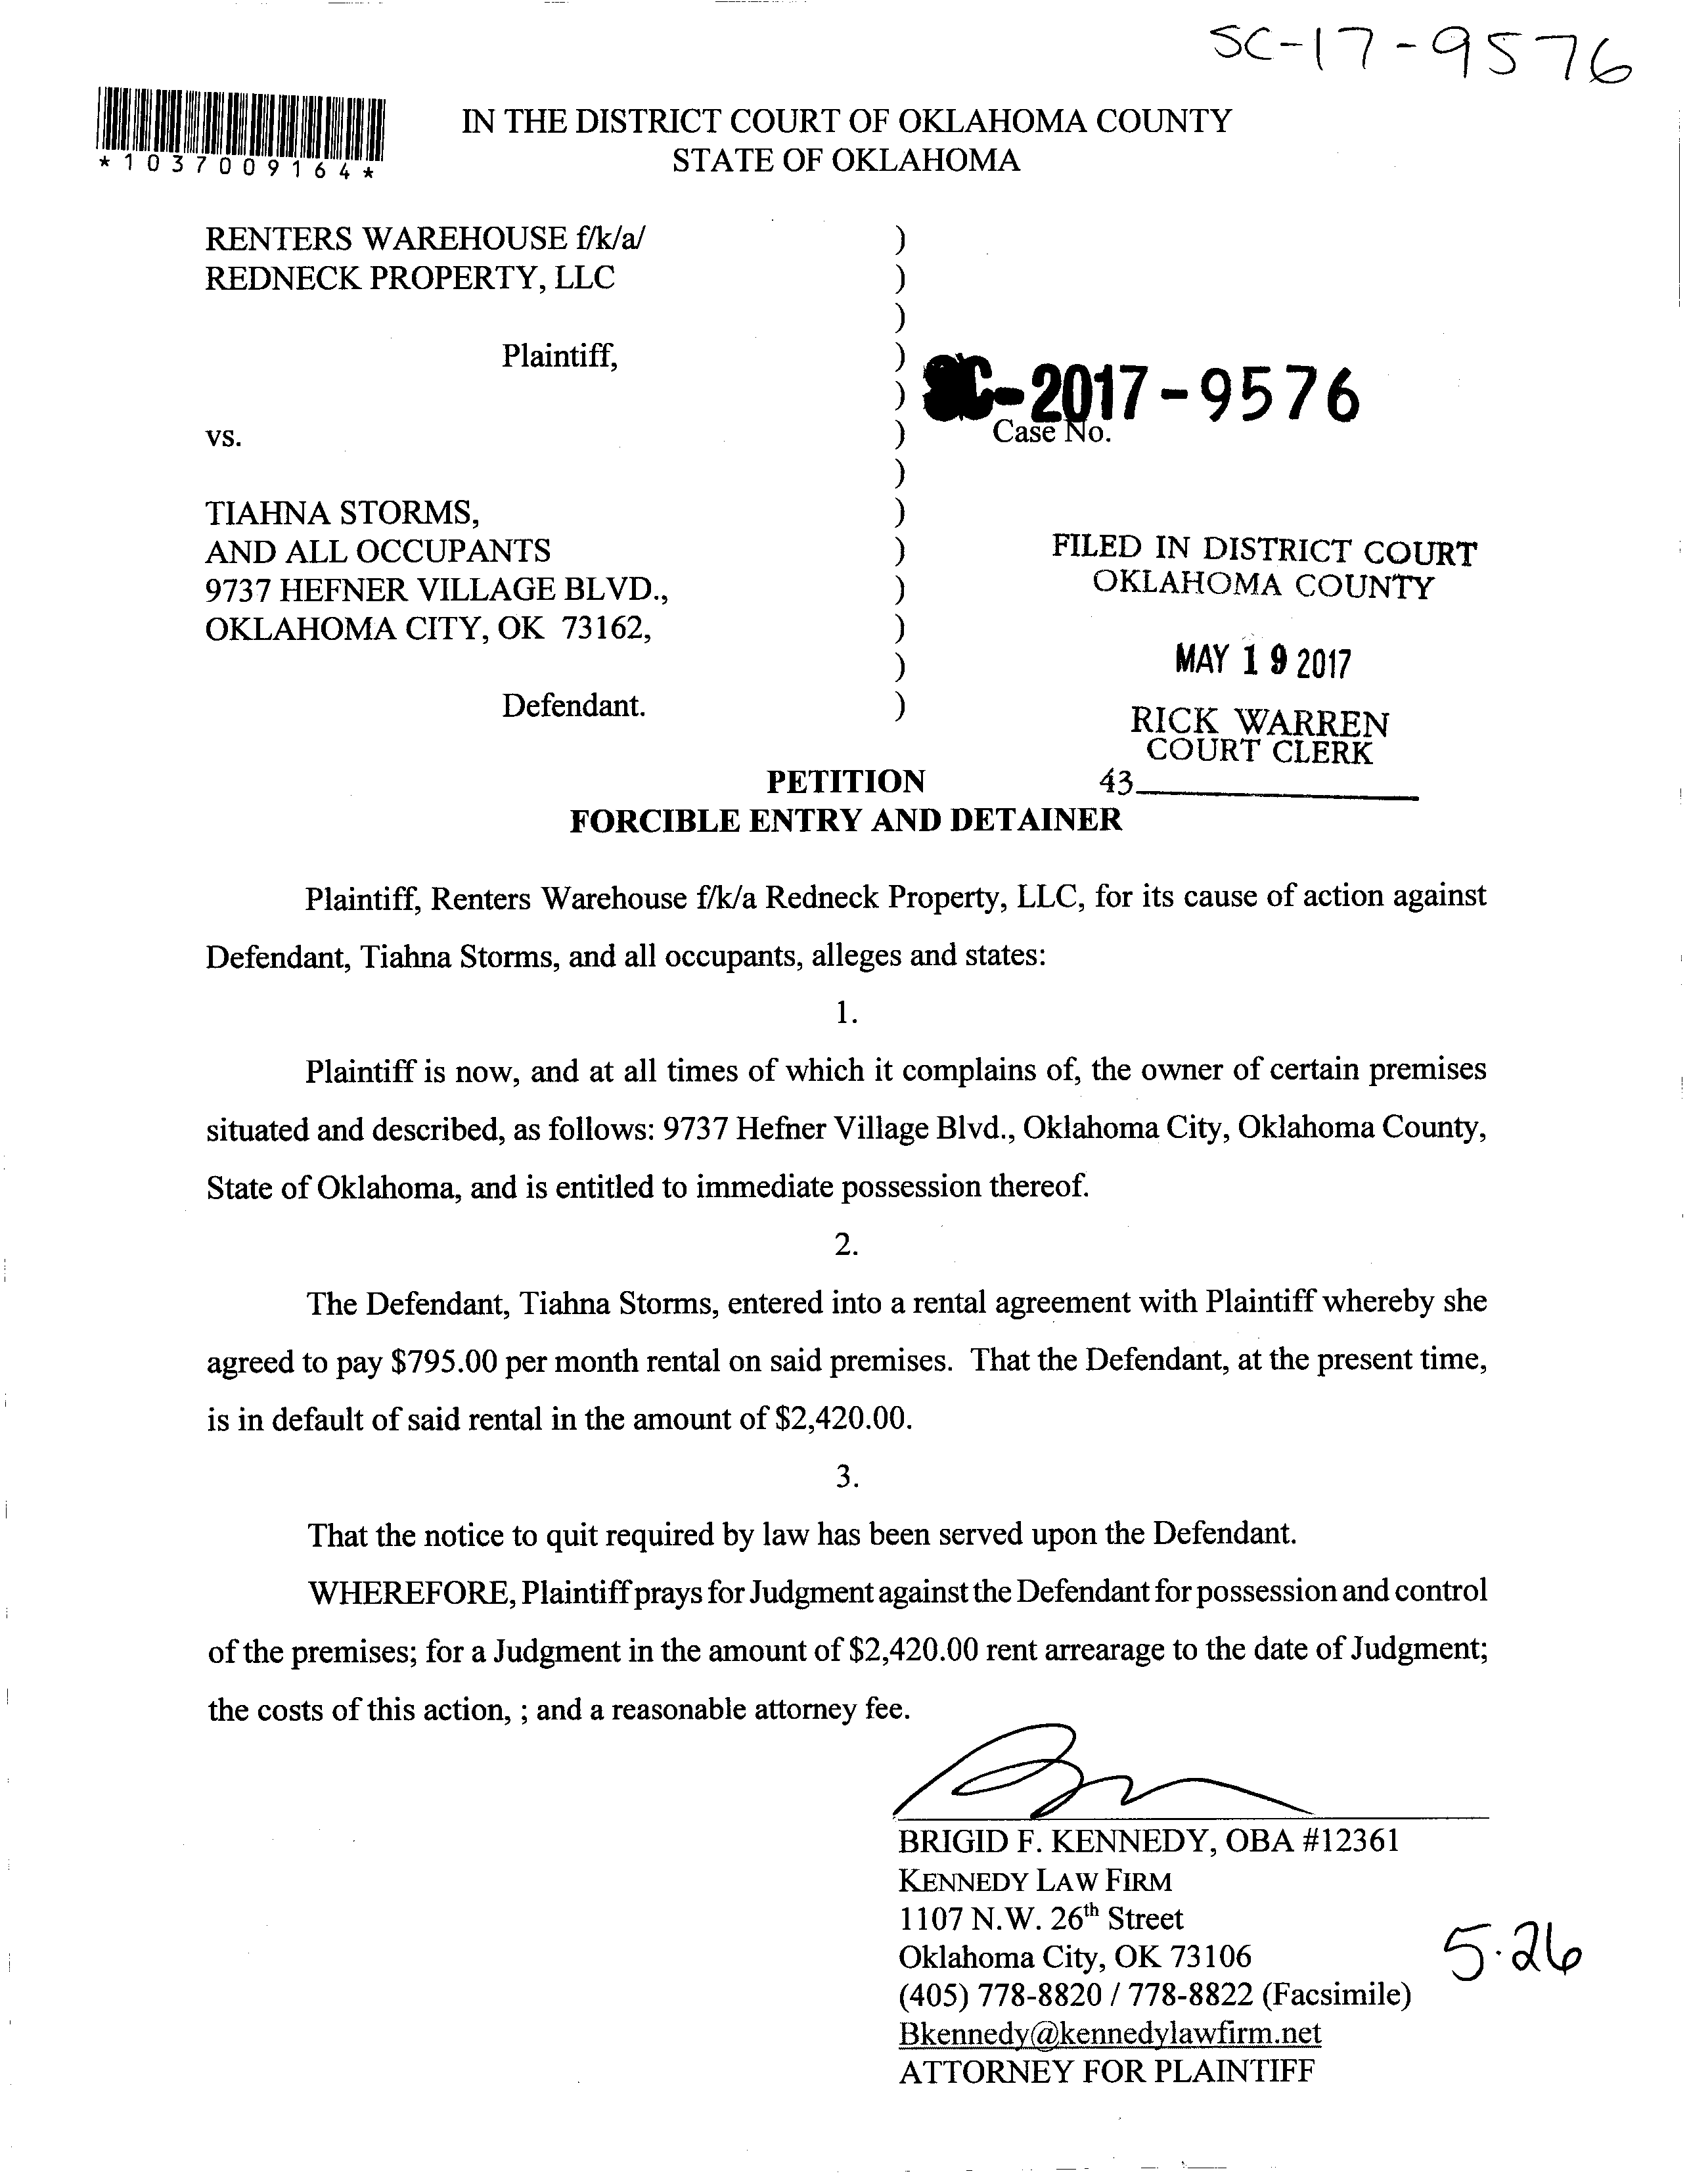 SC-17-9576
*1037009164*
IN THE DISTRICT COURT OF OKLAHOMA COUNTY
STATE OF OKLAHOMA
RENTERS WAREHOUSE f/k/a/ )
REDNECK PROPERTY, LLC )
)
Plaintiff, )
) SC-2017-9576
vs. ) Case No.
)
TIAHNA STORMS, )
AND ALL OCCUPANTS ) FILED IN DISTRICT COURT
9737 HEFNER VILLAGE BLVD., ) OKLAHOMA COUNTY
OKLAHOMA CITY, OK 73162, )
) MAY 19 2017
Defendant. ) RICK WARREN
COURT CLERK
PETITION 43
FORCIBLE ENTRY AND DETAINER
Plaintiff, Renters Warehouse f/k/a Redneck Property, LLC, for its cause of action against
Defendant, Tiahna Storms, and all occupants, alleges and states:
1.
Plaintiff is now, and at all times of which it complains of, the owner of certain premises
situated and described, as follows: 9737 Hefner Village Blvd., Oklahoma City, Oklahoma County,
State of Oklahoma, and is entitled to immediate possession thereof.
2.
The Defendant, Tiahna Storms, entered into a rental agreement with Plaintiff whereby she
agreed to pay $795.00 per month rental on said premises. That the Defendant, at the present time,
is in default of said rental in the amount of $2,420.00.
3.
That the notice to quit required by law has been served upon the Defendant.
WHEREFORE, Plaintiff prays for Judgment against the Defendant for possession and control
of the premises; for a Judgment in the amount of $2,420.00 rent arrearage to the date of Judgment;
the costs of this action, ; and a reasonable attorney fee.
BRIGID F. KENNEDY, OBA #12361
KENNEDY LAW FIRM
1107 N.W. 26th Street
Oklahoma City, OK 73106
(405) 778-8820 / 778-8822 (Facsimile)
Bkennedy@kennedylawfirm.net
ATTORNEY FOR PLAINTIFF
5.26